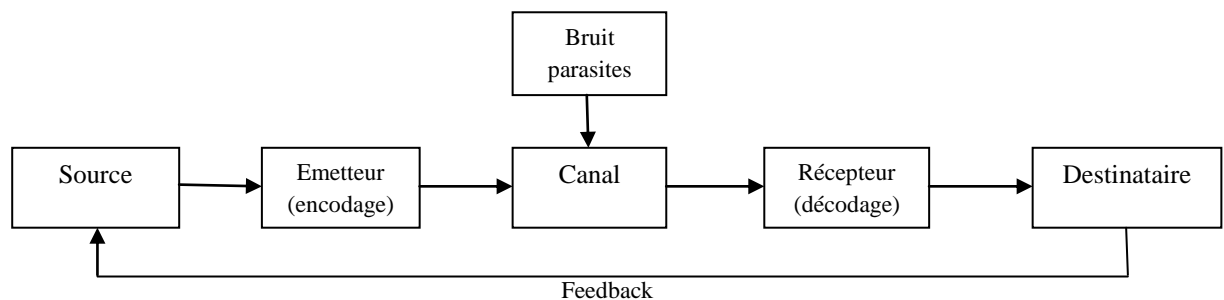 Bruit
parasites
Source
Emetteur
(encodage)
Canal
Récepteur
(décodage)
Destinataire
Feedback